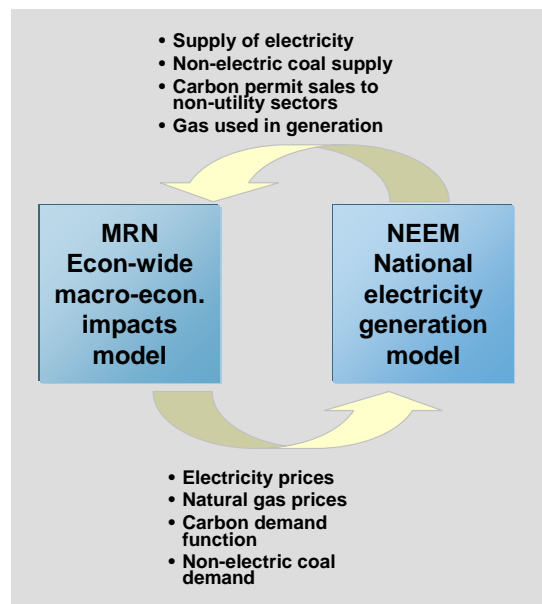 • Supply of electricity
• Non-electric coal supply
• Carbon permit sales to
non-utility sectors
• Gas used in generation
MRN
Econ-wide
macro-econ.
impacts
model
NEEM
National
electricity
generation
model
• Electricity prices
• Natural gas prices
• Carbon demand
function
• Non-electric coal
demand